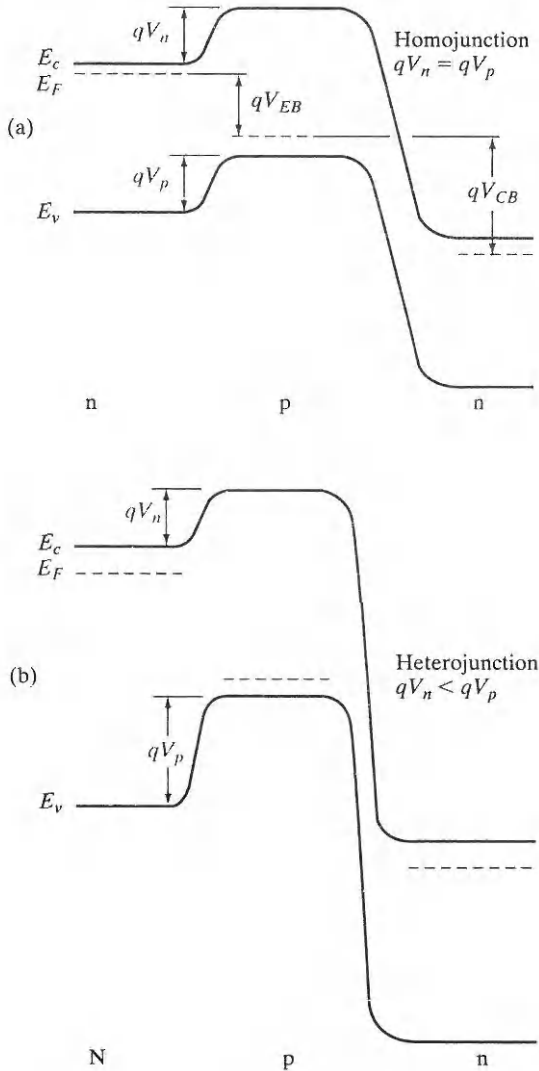 qV_n
Homojunction
qV_n = qV_p
E_c
E_F
qV_EB
(a)
qV_p
qV_CB
E_v
n p n
qV_n
E_c
E_F
(b)
Heterojunction
qV_n < qV_p
qV_p
E_v
N p n